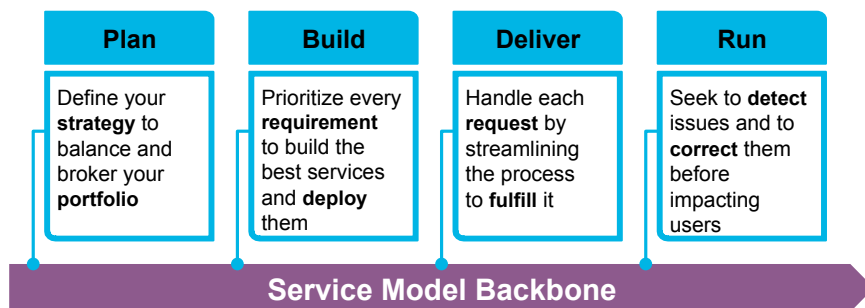 Plan
Define your
strategy to
balance and
broker your
portfolio
Build
Prioritize every
requirement
to build the
best services
and deploy
them
Deliver
Handle each
request by
streamlining
the process
to fulfill it
Run
Seek to detect
issues and to
correct them
before
impacting
users
Service Model Backbone